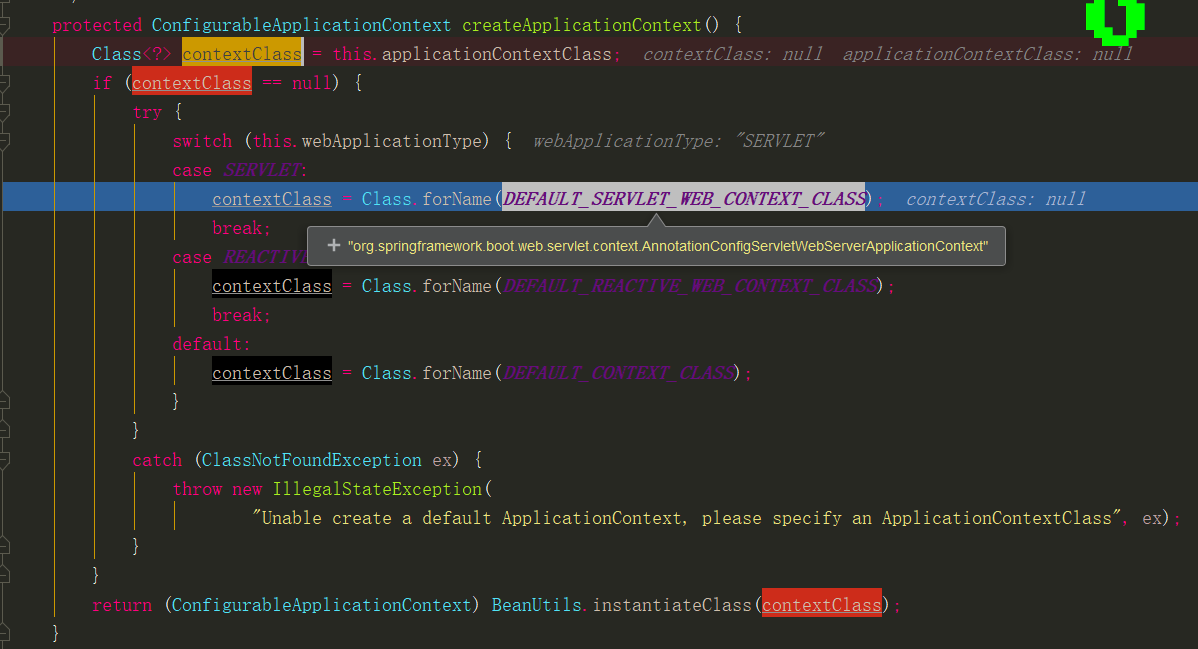 protected ConfigurableApplicationContext createApplicationContext() {
Class<?> contextClass = this.applicationContextClass; contextClass: null applicationContextClass: null
if (contextClass == null) {
try {
switch (this.webApplicationType) { webApplicationType: "SERVLET"
case SERVLET:
contextClass = Class.forName(DEFAULT_SERVLET_WEB_CONTEXT_CLASS); contextClass: null
break;
+ "org.springframework.boot.web.servlet.context.AnnotationConfigServletWebServerApplicationContext"
case REACTIVE
contextClass = Class.forName(DEFAULT_REACTIVE_WEB_CONTEXT_CLASS);
break;
default:
contextClass = Class.forName(DEFAULT_CONTEXT_CLASS);
}
}
catch (ClassNotFoundException ex) {
throw new IllegalStateException(
"Unable create a default ApplicationContext, please specify an ApplicationContextClass", ex);
}
}
return (ConfigurableApplicationContext) BeanUtils.instantiateClass(contextClass);
}